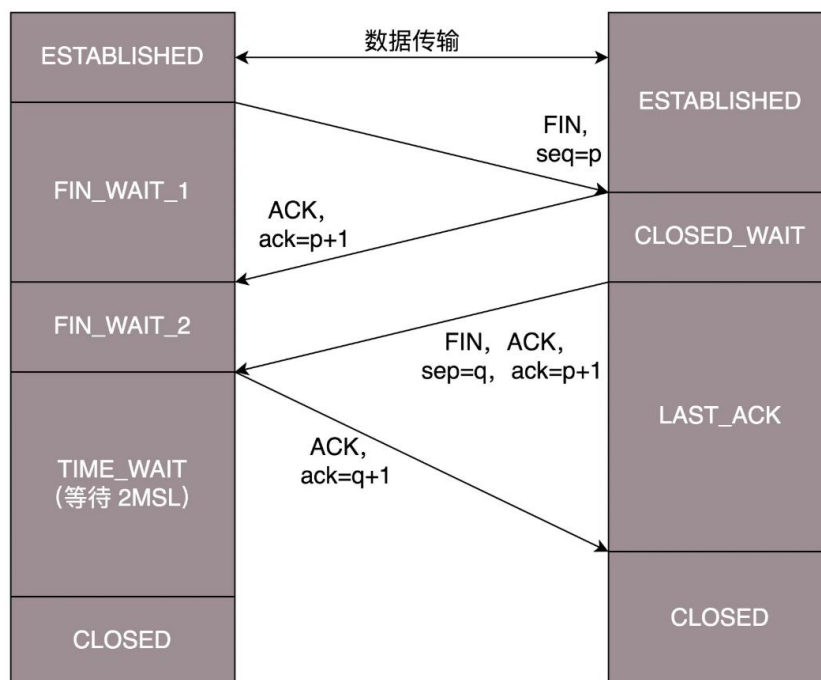 ESTABLISHED
数据传输
ESTABLISHED
FIN,
seq=p
FIN_WAIT_1
ACK,
ack=p+1
CLOSED_WAIT
FIN_WAIT_2
FIN, ACK,
sep=q, ack=p+1
LAST_ACK
ACK,
ack=q+1
TIME_WAIT
（等待 2MSL）
CLOSED
CLOSED